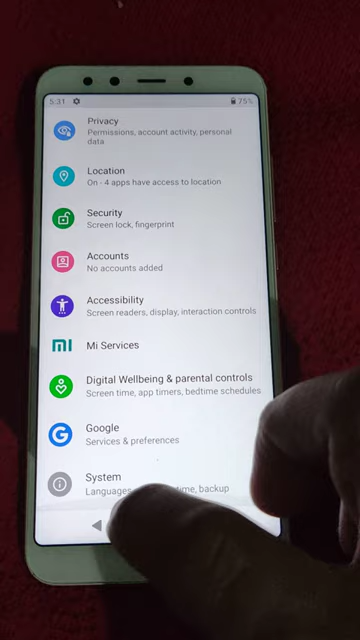 5:31 75%
Privacy
Permissions, account activity, personal
data
Location
On - 4 apps have access to location
Security
Screen lock, fingerprint
Accounts
No accounts added
Accessibility
Screen readers, display, interaction controls
Mi Services
Digital Wellbeing & parental controls
Screen time, app timers, bedtime schedules
Google
Services & preferences
System
Languages time, backup